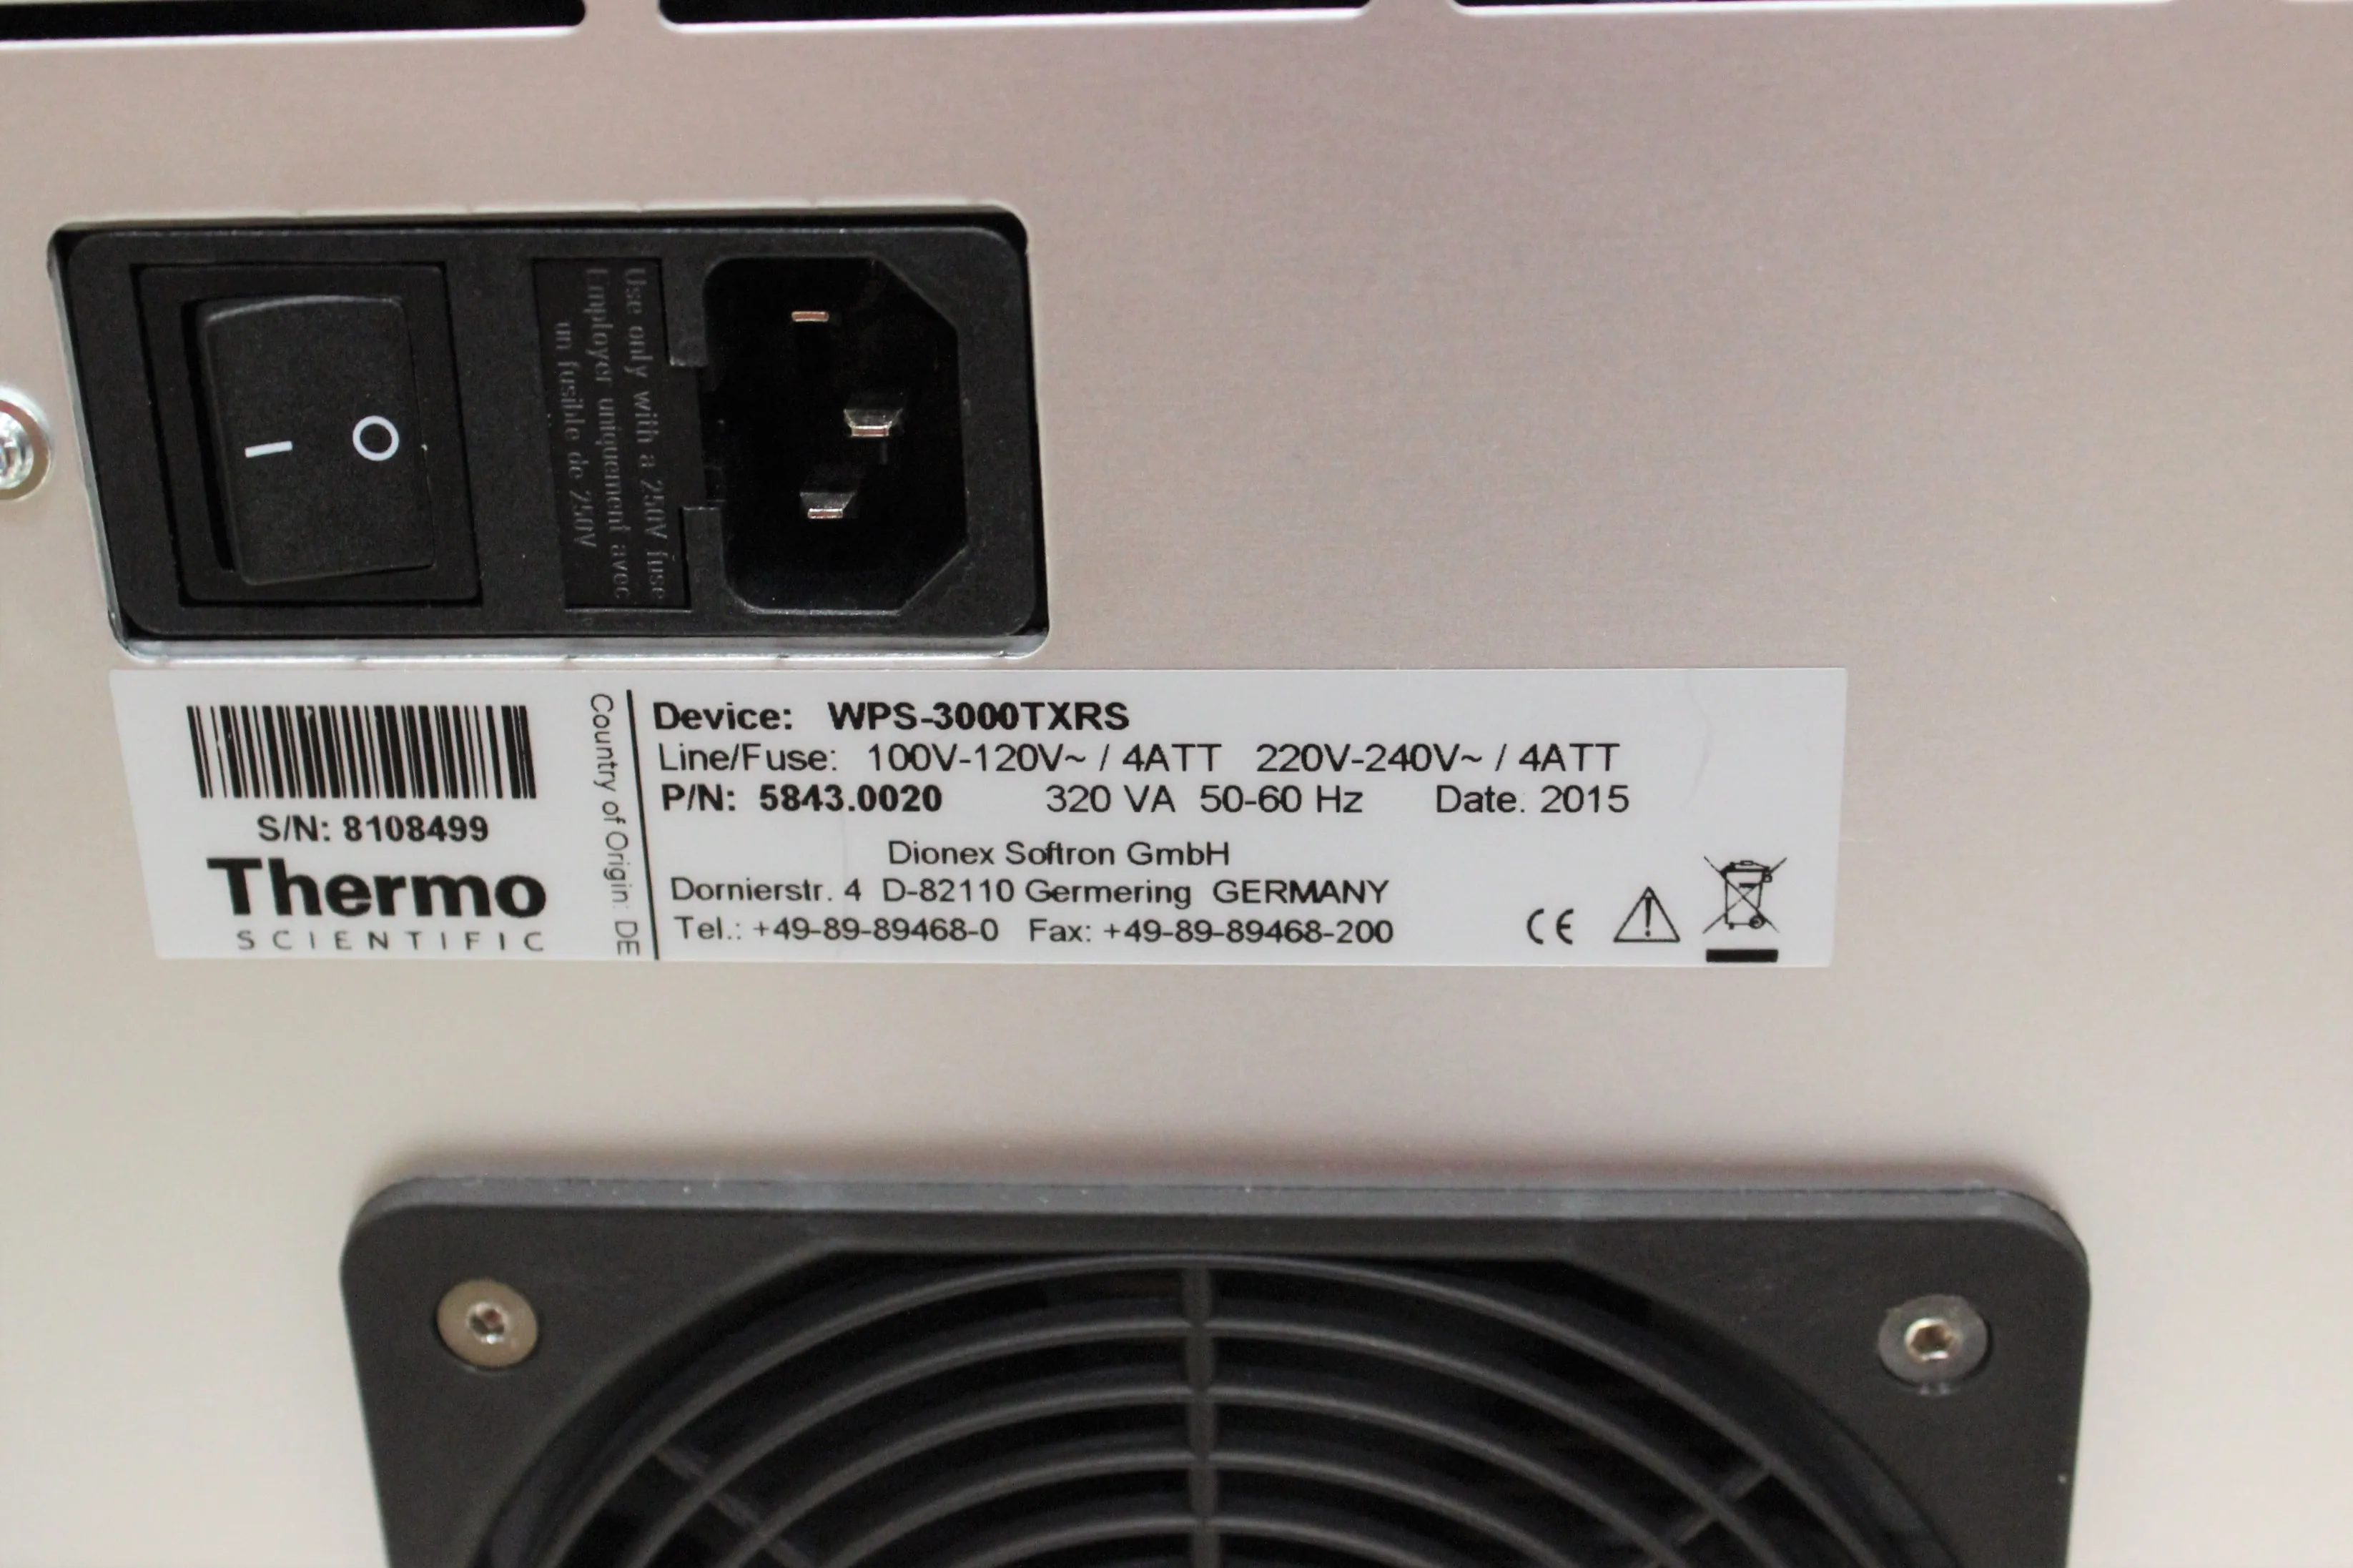 I O
Use only with a 250V fuse
Employer uniquement avec
un fusible de 250V
S/N: 8108499
Thermo
SCIENTIFIC
Country of Origin: DE
Device: WPS-3000TXRS
Line/Fuse: 100V-120V~ / 4ATT 220V-240V~ / 4ATT
P/N: 5843.0020 320 VA 50-60 Hz Date: 2015
Dionex Softron GmbH
Dornierstr. 4 D-82110 Germering GERMANY
Tel.: +49-89-89468-0 Fax: +49-89-89468-200
CE